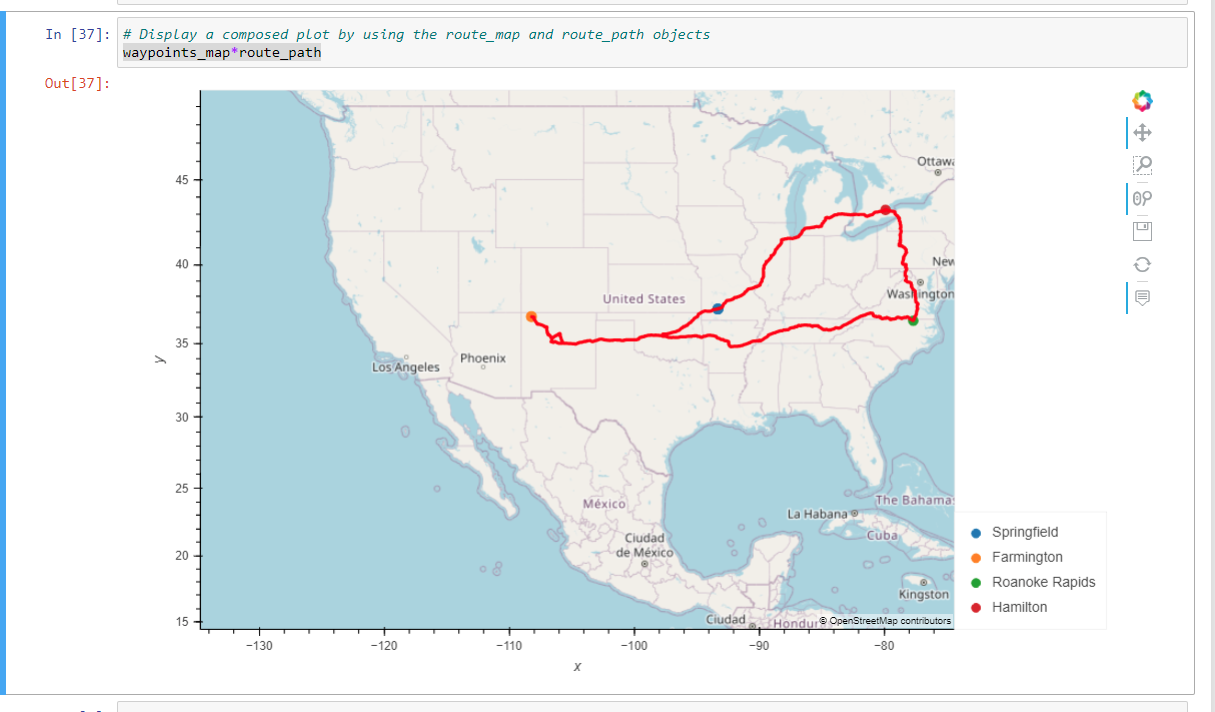 In [37]:
# Display a composed plot by using the route_map and route_path objects
waypoints_map*route_path
Out[37]:
Ottawa
45
40
New
United States
Washington
35
y
Phoenix
Los Angeles
30
25
The Bahamas
México
La Habana
Cuba
Ciudad
de México
20
Kingston
Ciudad
Hondur
© OpenStreetMap contributors
15
−130
−120
−110
−100
−90
−80
x
Springfield
Farmington
Roanoke Rapids
Hamilton